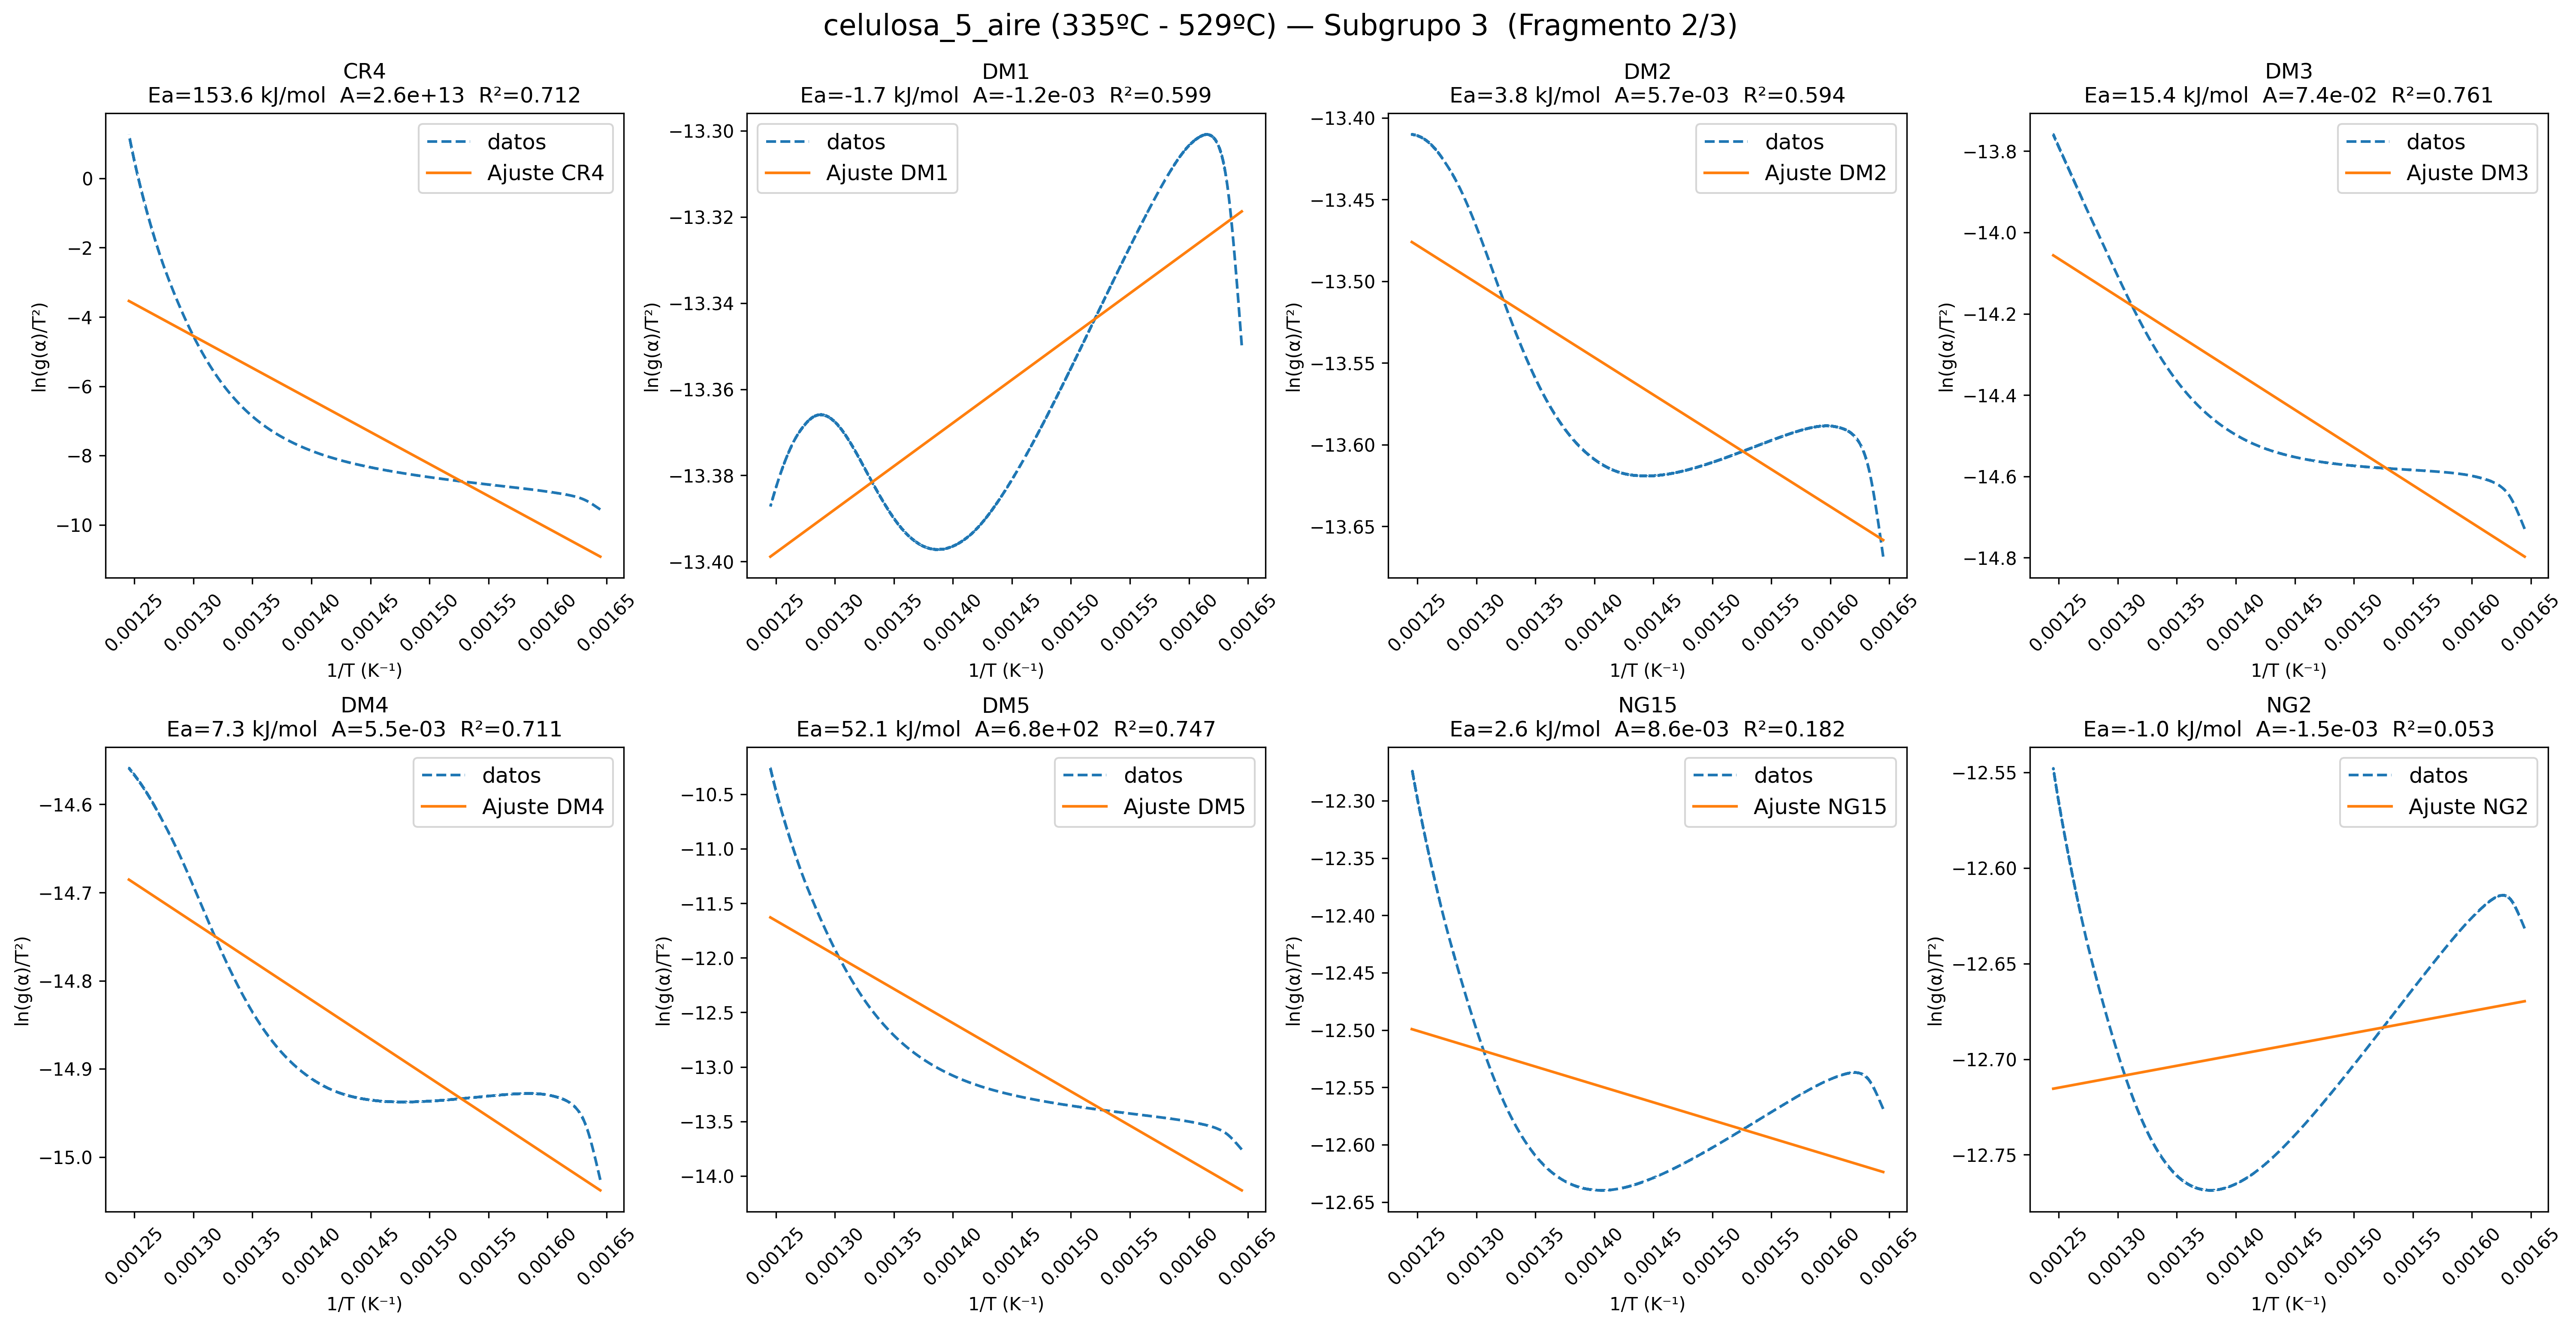 celulosa_5_aire (335ºC - 529ºC) — Subgrupo 3  (Fragmento 2/3)
CR4
Ea=153.6 kJ/mol  A=2.6e+13  R²=0.712
datos
Ajuste CR4
ln(g(α)/T²)
0
−2
−4
−6
−8
−10
0.00125
0.00130
0.00135
0.00140
0.00145
0.00150
0.00155
0.00160
0.00165
1/T (K⁻¹)
DM1
Ea=-1.7 kJ/mol  A=-1.2e-03  R²=0.599
datos
Ajuste DM1
ln(g(α)/T²)
−13.30
−13.32
−13.34
−13.36
−13.38
−13.40
0.00125
0.00130
0.00135
0.00140
0.00145
0.00150
0.00155
0.00160
0.00165
1/T (K⁻¹)
DM2
Ea=3.8 kJ/mol  A=5.7e-03  R²=0.594
datos
Ajuste DM2
ln(g(α)/T²)
−13.40
−13.45
−13.50
−13.55
−13.60
−13.65
0.00125
0.00130
0.00135
0.00140
0.00145
0.00150
0.00155
0.00160
0.00165
1/T (K⁻¹)
DM3
Ea=15.4 kJ/mol  A=7.4e-02  R²=0.761
datos
Ajuste DM3
ln(g(α)/T²)
−13.8
−14.0
−14.2
−14.4
−14.6
−14.8
0.00125
0.00130
0.00135
0.00140
0.00145
0.00150
0.00155
0.00160
0.00165
1/T (K⁻¹)
DM4
Ea=7.3 kJ/mol  A=5.5e-03  R²=0.711
datos
Ajuste DM4
ln(g(α)/T²)
−14.6
−14.7
−14.8
−14.9
−15.0
0.00125
0.00130
0.00135
0.00140
0.00145
0.00150
0.00155
0.00160
0.00165
1/T (K⁻¹)
DM5
Ea=52.1 kJ/mol  A=6.8e+02  R²=0.747
datos
Ajuste DM5
ln(g(α)/T²)
−10.5
−11.0
−11.5
−12.0
−12.5
−13.0
−13.5
−14.0
0.00125
0.00130
0.00135
0.00140
0.00145
0.00150
0.00155
0.00160
0.00165
1/T (K⁻¹)
NG15
Ea=2.6 kJ/mol  A=8.6e-03  R²=0.182
datos
Ajuste NG15
ln(g(α)/T²)
−12.30
−12.35
−12.40
−12.45
−12.50
−12.55
−12.60
−12.65
0.00125
0.00130
0.00135
0.00140
0.00145
0.00150
0.00155
0.00160
0.00165
1/T (K⁻¹)
NG2
Ea=-1.0 kJ/mol  A=-1.5e-03  R²=0.053
datos
Ajuste NG2
ln(g(α)/T²)
−12.55
−12.60
−12.65
−12.70
−12.75
0.00125
0.00130
0.00135
0.00140
0.00145
0.00150
0.00155
0.00160
0.00165
1/T (K⁻¹)